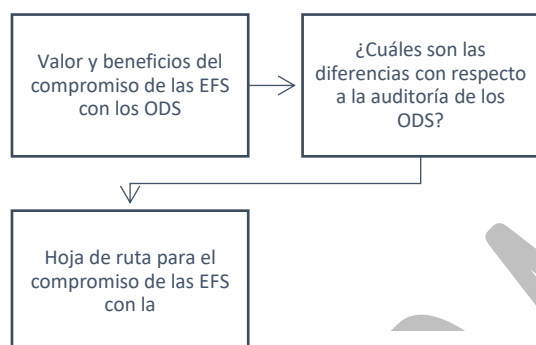 Valor y beneficios del
compromiso de las EFS
con los ODS
¿Cuáles son las
diferencias con respecto
a la auditoría de los
ODS?
Hoja de ruta para el
compromiso de las EFS
con la